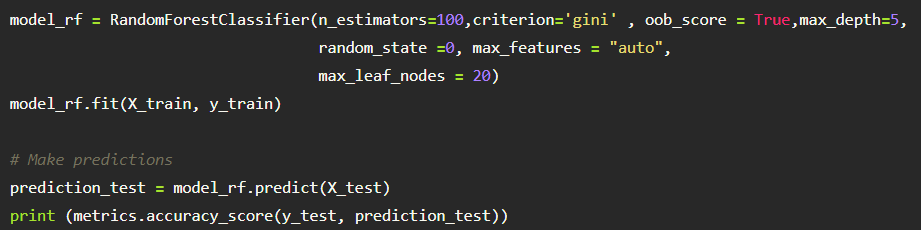 model_rf = RandomForestClassifier(n_estimators=100,criterion='gini' , oob_score = True,max_depth=5,
random_state =0, max_features = "auto",
max_leaf_nodes = 20)
model_rf.fit(X_train, y_train)
# Make predictions
prediction_test = model_rf.predict(X_test)
print (metrics.accuracy_score(y_test, prediction_test))